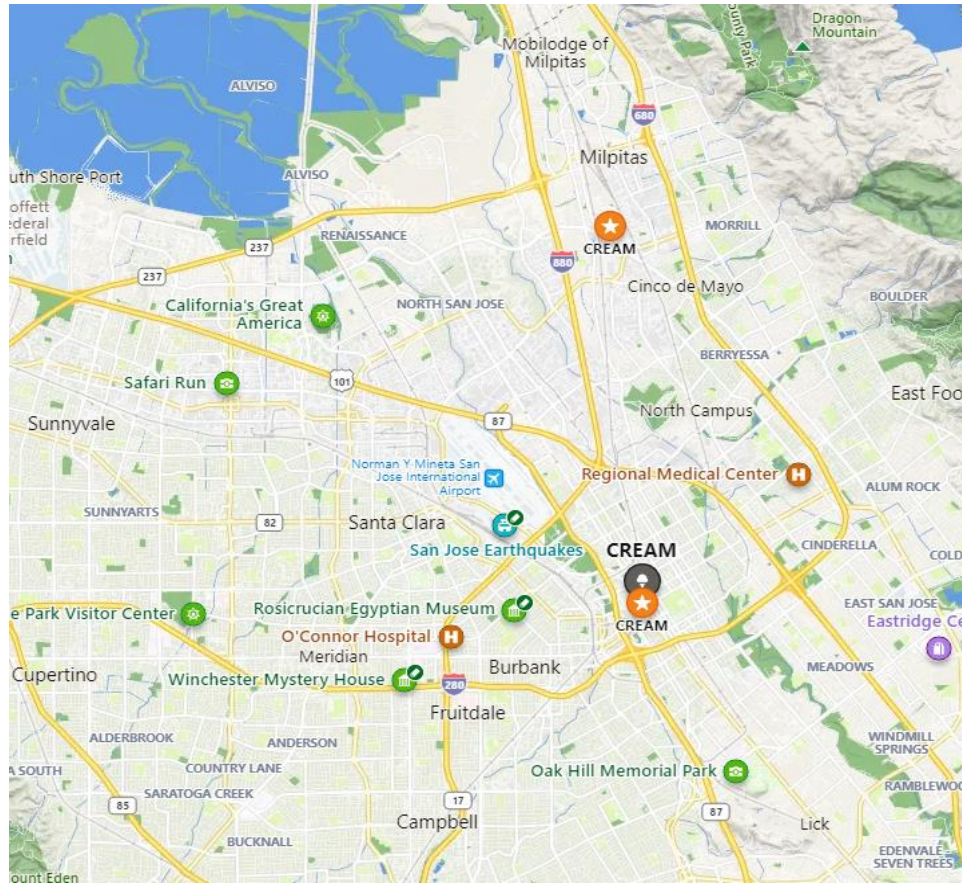 Dragon
Mountain
ounty Park
Mobilodge of
Milpitas
ALVISO
680
Milpitas
uth Shore Port
ALVISO
offett
ederal
rfield
RENAISSANCE
MORRILL
CREAM
237
880
237
Cinco de Mayo
BOULDER
California's Great
America
NORTH SAN JOSE
BERRYESSA
Safari Run
101
East Foo
North Campus
Sunnyvale
87
Norman Y Mineta San
Jose International
Airport
Regional Medical Center
H
ALUM ROCK
SUNNYARTS
82
Santa Clara
San Jose Earthquakes
CREAM
CINDERELLA
COLD
e Park Visitor Center
Rosicrucian Egyptian Museum
CREAM
EAST SAN JOSE
Eastridge Ce
O'Connor Hospital
H
Meridian
Burbank
MEADOWS
Cupertino
Winchester Mystery House
280
Fruitdale
ALDERBROOK
ANDERSON
WINDMILL
SPRINGS
A SOUTH
COUNTRY LANE
Oak Hill Memorial Park
RAMBLEWOO
SARATOGA CREEK
85
17
87
Campbell
Lick
BUCKNALL
EDENVALE -
SEVEN TREES
ount Eden